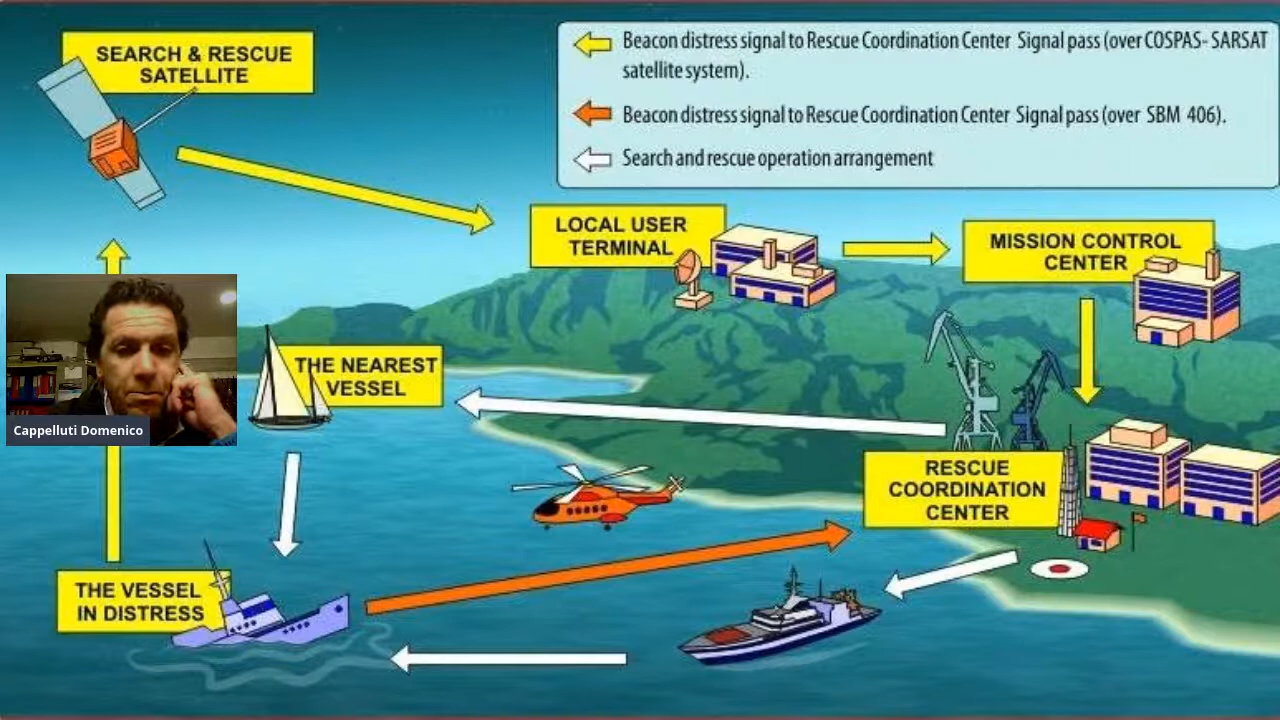 SEARCH & RESCUE
SATELLITE
Beacon distress signal to Rescue Coordination Center Signal pass (over COSPAS- SARSAT
satellite system).
Beacon distress signal to Rescue Coordination Center Signal pass (over SBM 406).
Search and rescue operation arrangement
LOCAL USER
TERMINAL
MISSION CONTROL
CENTER
THE NEAREST
VESSEL
Cappelluti Domenico
RESCUE
COORDINATION
CENTER
THE VESSEL
IN DISTRESS